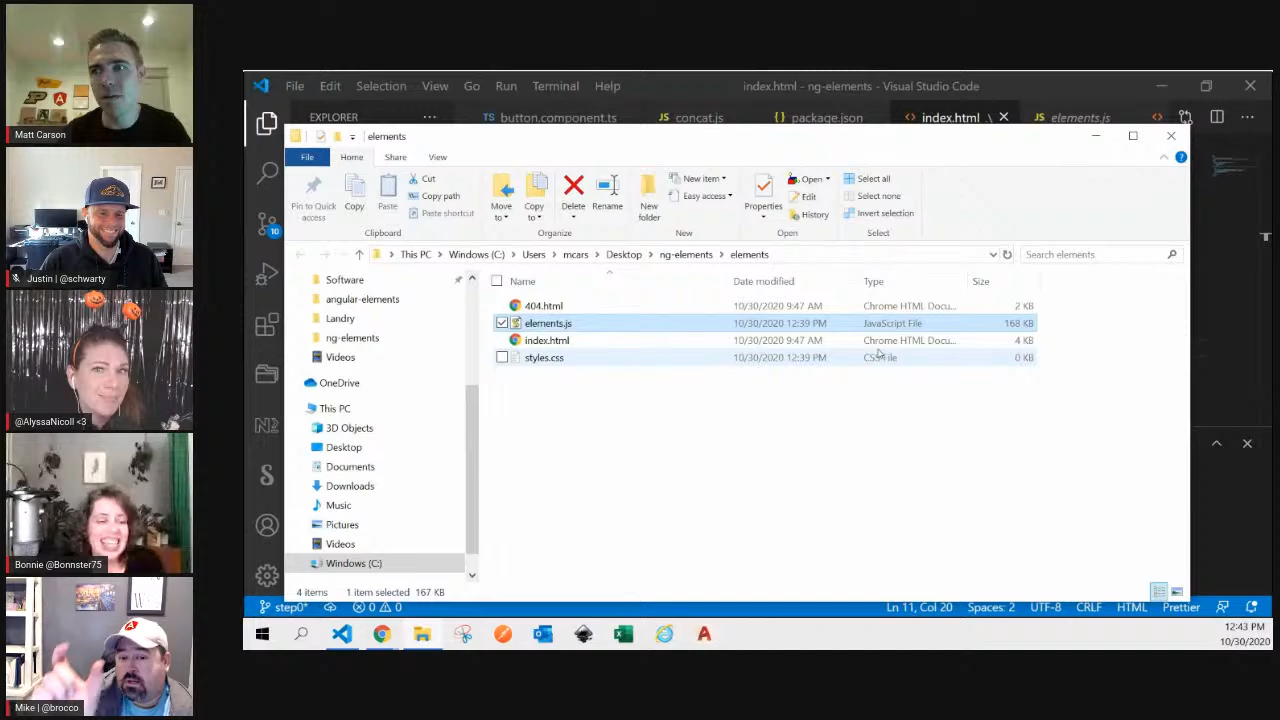 Matt Carson
Justin | @schwarty
@AlyssaNicoll <3
Bonnie @Bonnster75
Mike | @brocco
File Edit Selection View Go Run Terminal Help
index.html - ng-elements - Visual Studio Code
EXPLORER
TS button.component.ts
JS concat.js
{} package.json
<> index.html
JS elements.js
elements
File Home Share View
Pin to Quick access
Copy
Paste
Cut
Copy path
Paste shortcut
Clipboard
Move to
Copy to
Delete
Rename
Organize
New folder
New item
Easy access
New
Properties
Open
Edit
History
Open
Select all
Select none
Invert selection
Select
This PC > Windows (C:) > Users > mcars > Desktop > ng-elements > elements
Search elements
Software
angular-elements
Landry
ng-elements
Videos
OneDrive
This PC
3D Objects
Desktop
Documents
Downloads
Music
Pictures
Videos
Windows (C:)
Name Date modified Type Size
404.html 10/30/2020 9:47 AM Chrome HTML Docu... 2 KB
elements.js 10/30/2020 12:39 PM JavaScript File 168 KB
index.html 10/30/2020 9:47 AM Chrome HTML Docu... 4 KB
styles.css 10/30/2020 12:39 PM CSS File 0 KB
4 items 1 item selected 167 KB
10
step0* 0 0
Ln 11, Col 20 Spaces: 2 UTF-8 CRLF HTML Prettier
12:43 PM
10/30/2020